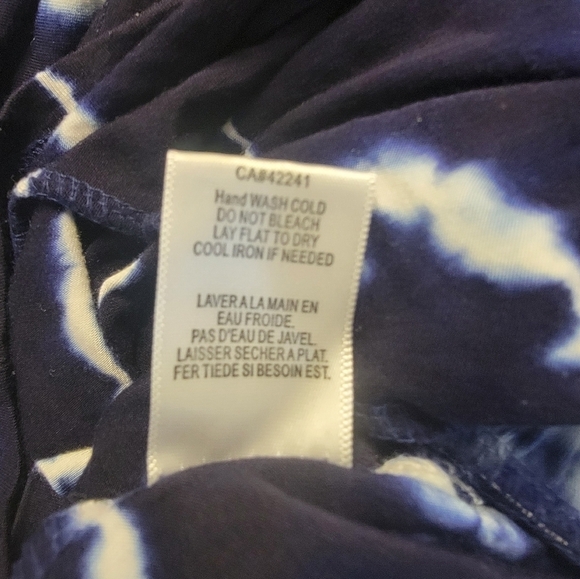 CA#42241
Hand WASH COLD
DO NOT BLEACH
LAY FLAT TO DRY
COOL IRON IF NEEDED
LAVER A LA MAIN EN
EAU FROIDE.
PAS D'EAU DE JAVEL.
LAISSER SECHER A PLAT.
FER TIEDE SI BESOIN EST.